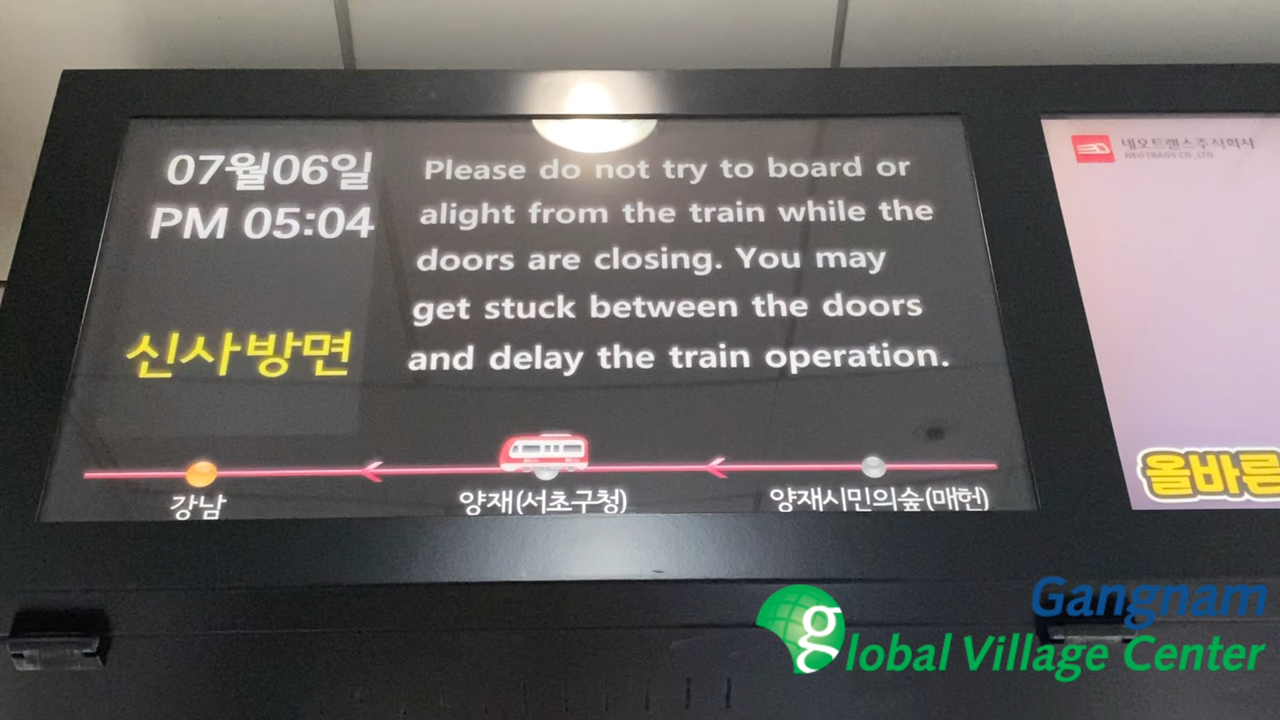 07월06일
PM 05:04
신사방면
Please do not try to board or
alight from the train while the
doors are closing. You may
get stuck between the doors
and delay the train operation.
강남
양재(서초구청)
양재시민의숲(매헌)
네오트랜스주식회사
NEOTRANS CO.,LTD
올바른
Gangnam
Global Village Center